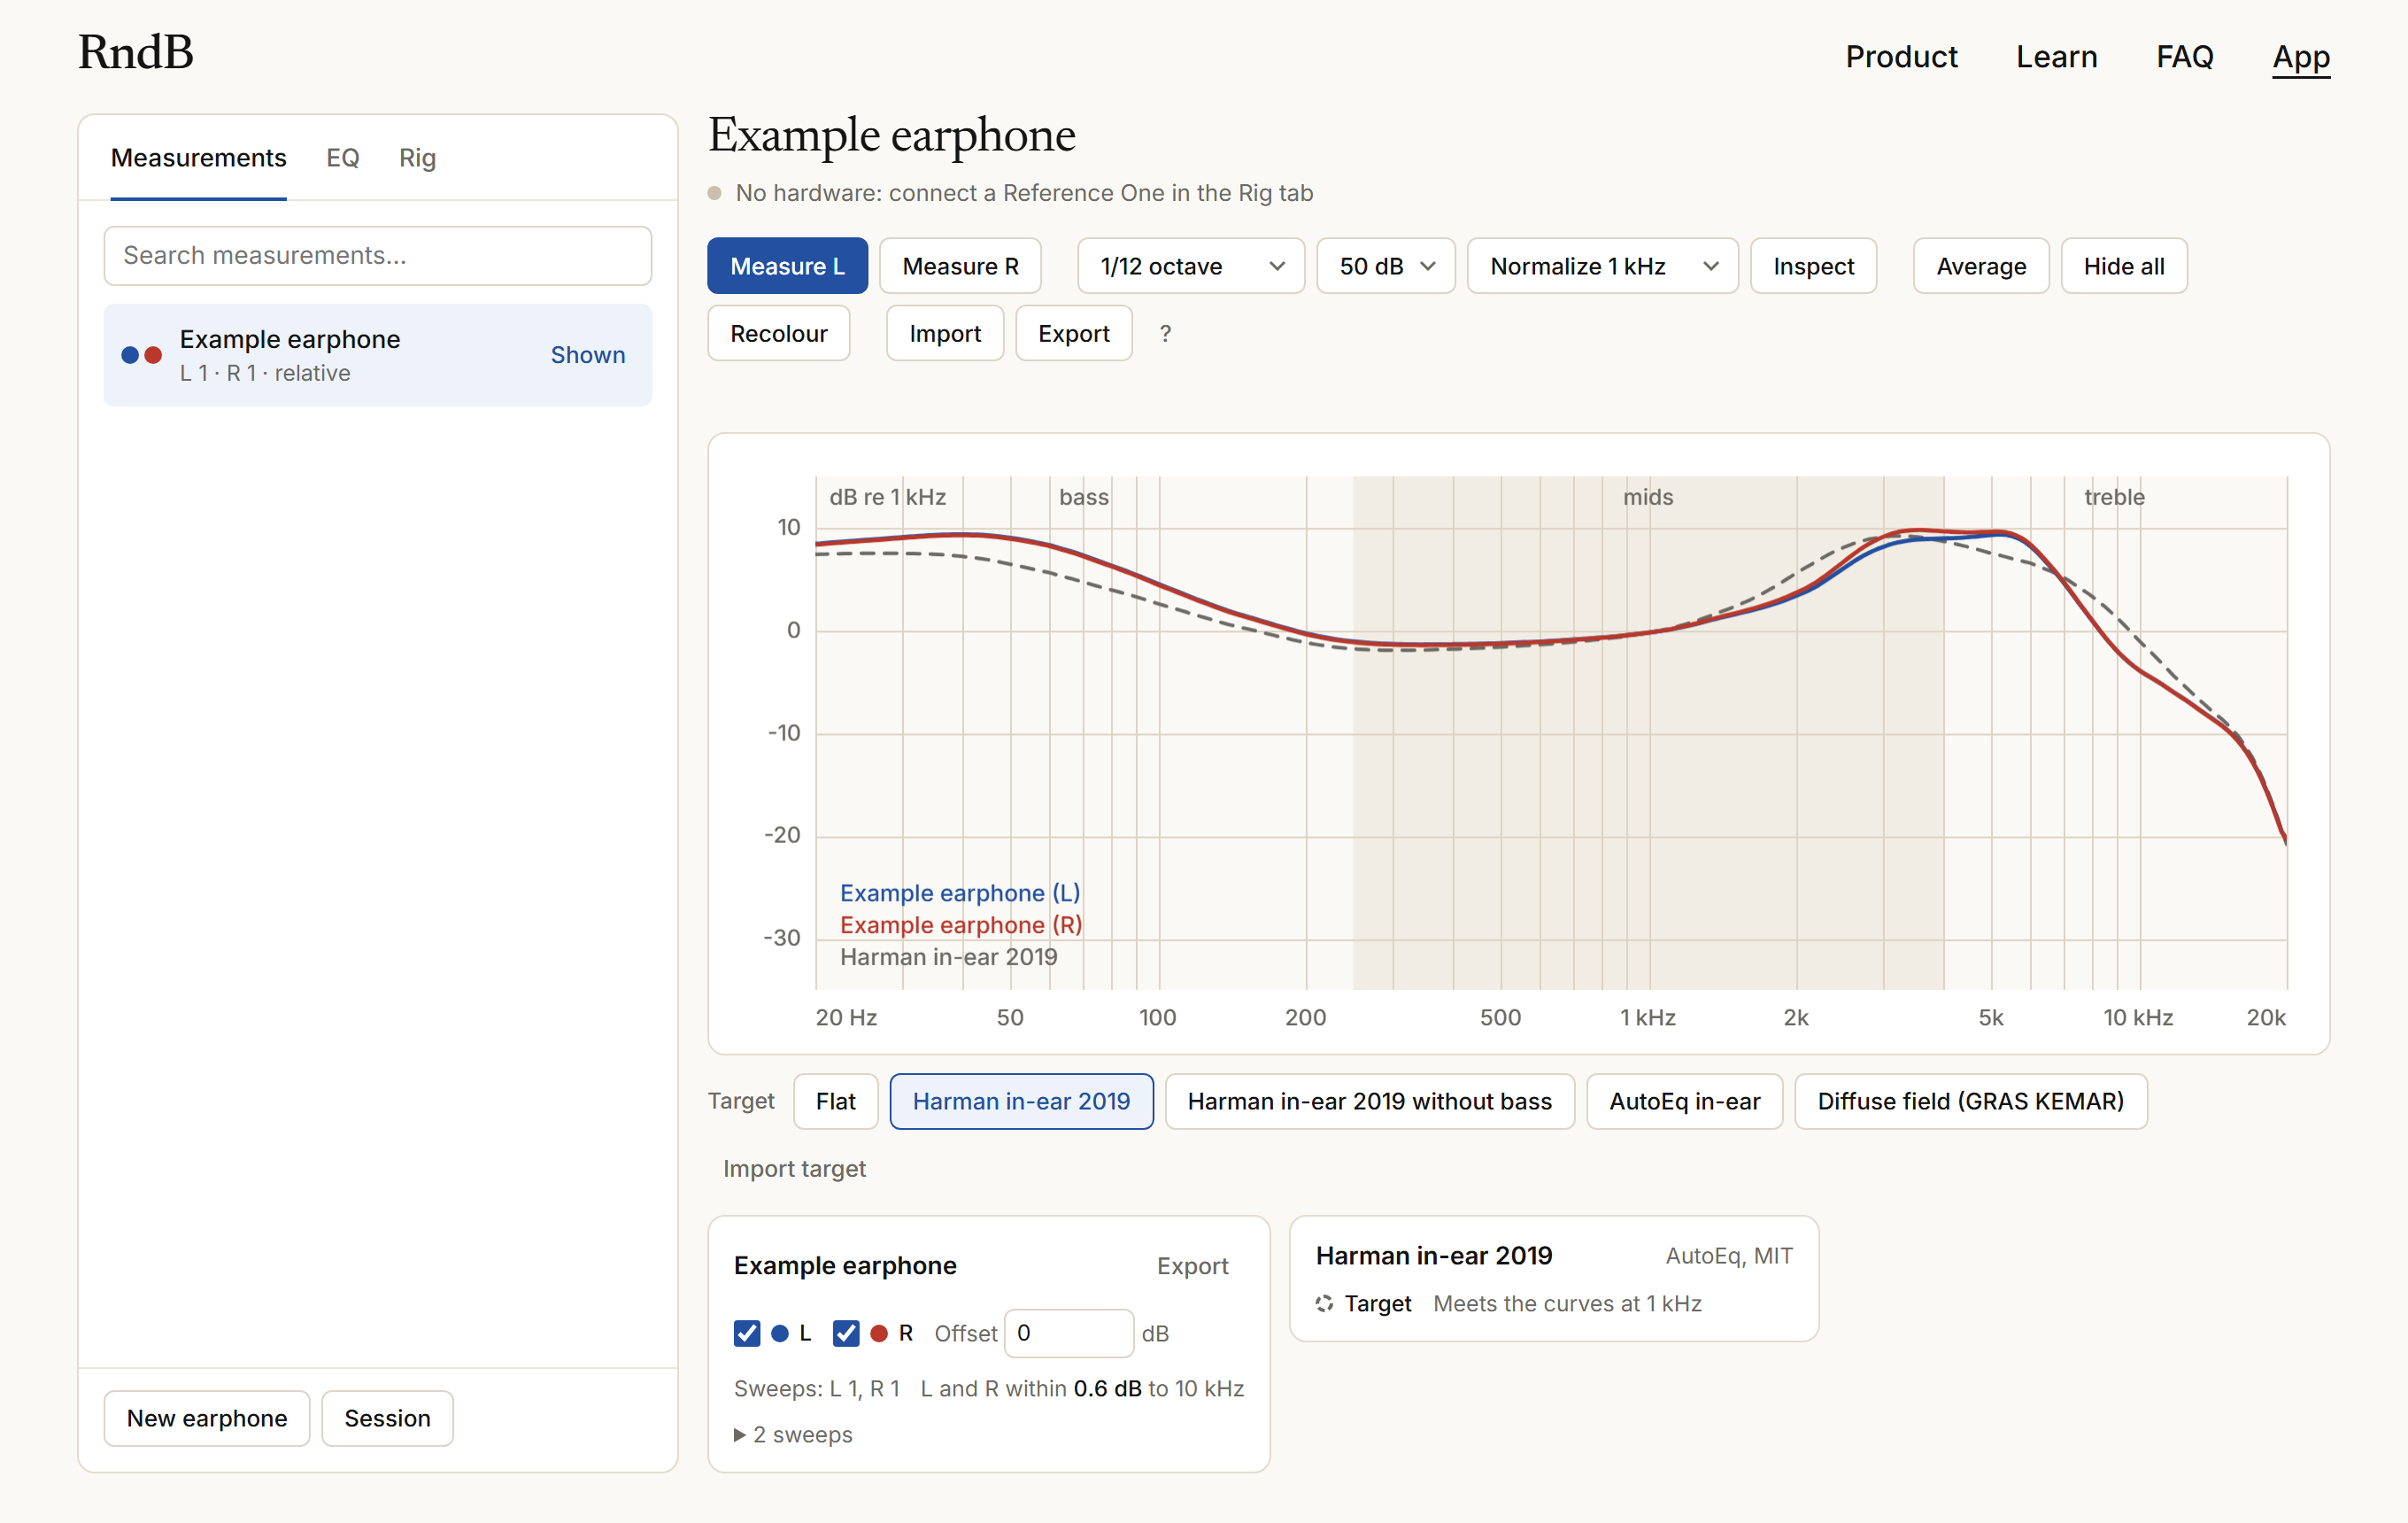 RndB
Product Learn FAQ App
Measurements EQ Rig
Search measurements...
Example earphone
L 1 · R 1 · relative
Shown
Example earphone
No hardware: connect a Reference One in the Rig tab
Measure L Measure R 1/12 octave 50 dB Normalize 1 kHz Inspect Average Hide all
Recolour Import Export ?
dB re 1 kHz bass mids treble
10
0
-10
-20
-30
Example earphone (L)
Example earphone (R)
Harman in-ear 2019
20 Hz 50 100 200 500 1 kHz 2k 5k 10 kHz 20k
Target Flat Harman in-ear 2019 Harman in-ear 2019 without bass AutoEq in-ear Diffuse field (GRAS KEMAR)
Import target
Example earphone Export
L R Offset 0 dB
Sweeps: L 1, R 1 L and R within 0.6 dB to 10 kHz
2 sweeps
Harman in-ear 2019 AutoEq, MIT
Target Meets the curves at 1 kHz
New earphone Session